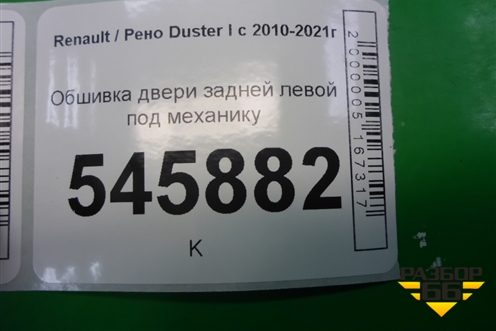 Renault / Рено Duster I с 2010-2021г
Обшивка двери задней левой
под механику
545882
К
2000005167317
РАЗБОР
66